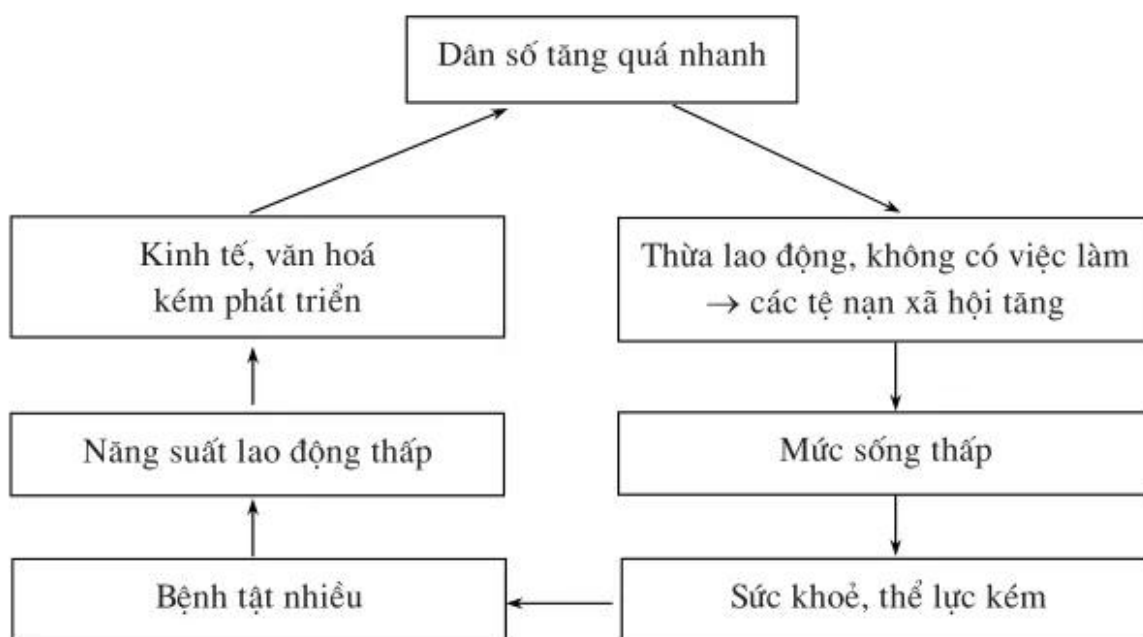 Dân số tăng quá nhanh
Kinh tế, văn hoá
kém phát triển
Thừa lao động, không có việc làm
→ các tệ nạn xã hội tăng
Năng suất lao động thấp
Mức sống thấp
Bệnh tật nhiều
Sức khoẻ, thể lực kém